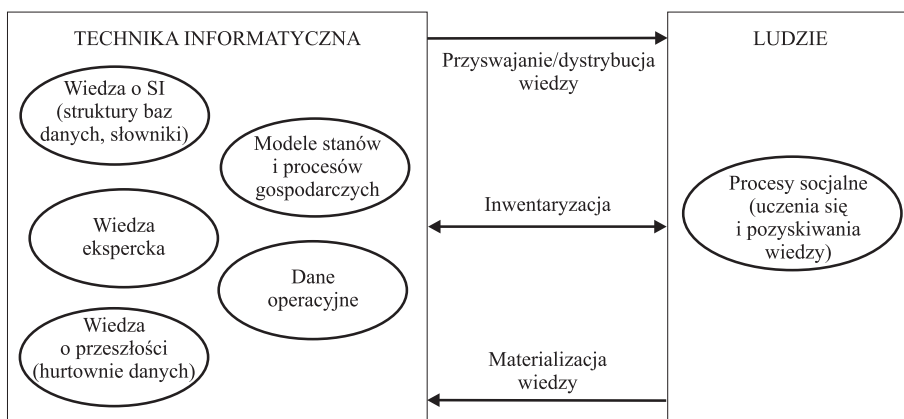 TECHNIKA INFORMATYCZNA
Wiedza o SI
(struktury baz
danych, słowniki)
Modele stanów
i procesów
gospodarczych
Wiedza
ekspercka
Dane
operacyjne
Wiedza
o przeszłości
(hurtownie danych)
Przyswajanie/dystrybucja
wiedzy
Inwentaryzacja
Materializacja
wiedzy
LUDZIE
Procesy socjalne
(uczenia się
i pozyskiwania
wiedzy)